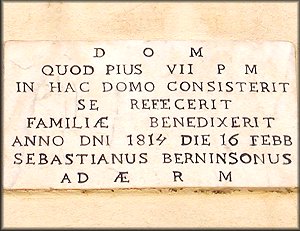 D O M
QUOD PIUS VII P M
IN HAC DOMO CONSISTERIT
SE REFECERIT
FAMILIÆ BENEDIXERIT
ANNO DNI 1814 DIE 16 FEBB
SEBASTIANUS BERNINSONUS
AD Æ R M